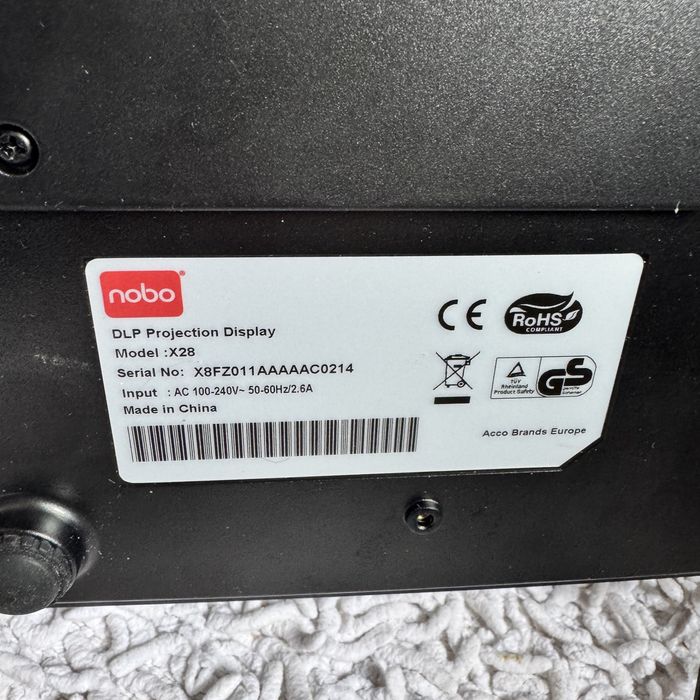 nobo®
DLP Projection Display
Model :X28
Serial No: X8FZ011AAAAAC0214
Input : AC 100-240V~ 50-60Hz/2.6A
Made in China
CE
RoHS
COMPLIANT
TÜV
Rheinland
Product Safety
GS
Acco Brands Europe